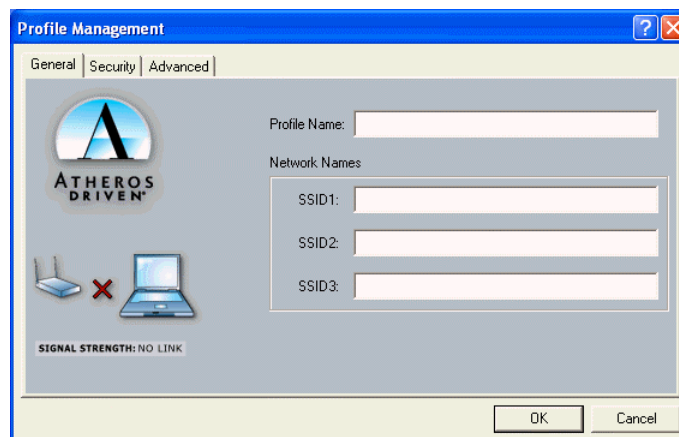 Profile Management
General Security Advanced
ATHEROS
DRIVEN
Profile Name:
Network Names
SSID1:
SSID2:
SSID3:
SIGNAL STRENGTH: NO LINK
OK Cancel